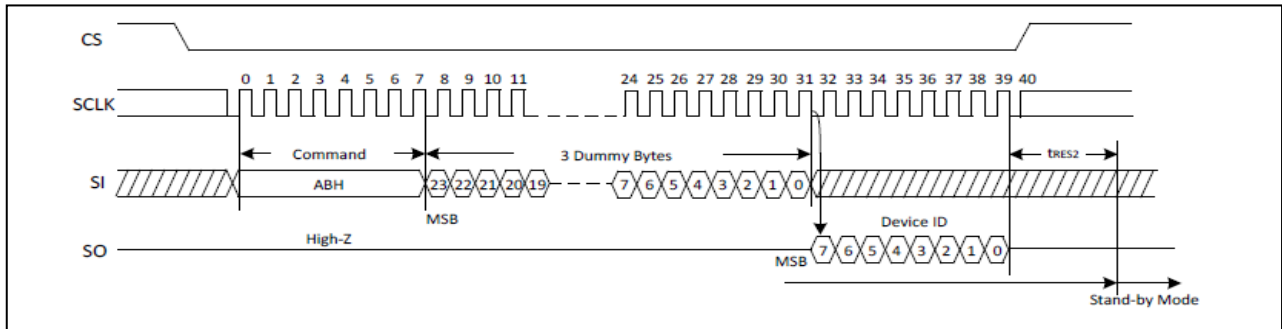 CS
0 1 2 3 4 5 6 7 8 9 10 11 24 25 26 27 28 29 30 31 32 33 34 35 36 37 38 39 40
SCLK
Command 3 Dummy Bytes tRES2
SI ABH 23 22 21 20 19 7 6 5 4 3 2 1 0
MSB Device ID
High-Z
SO MSB 7 6 5 4 3 2 1 0
Stand-by Mode